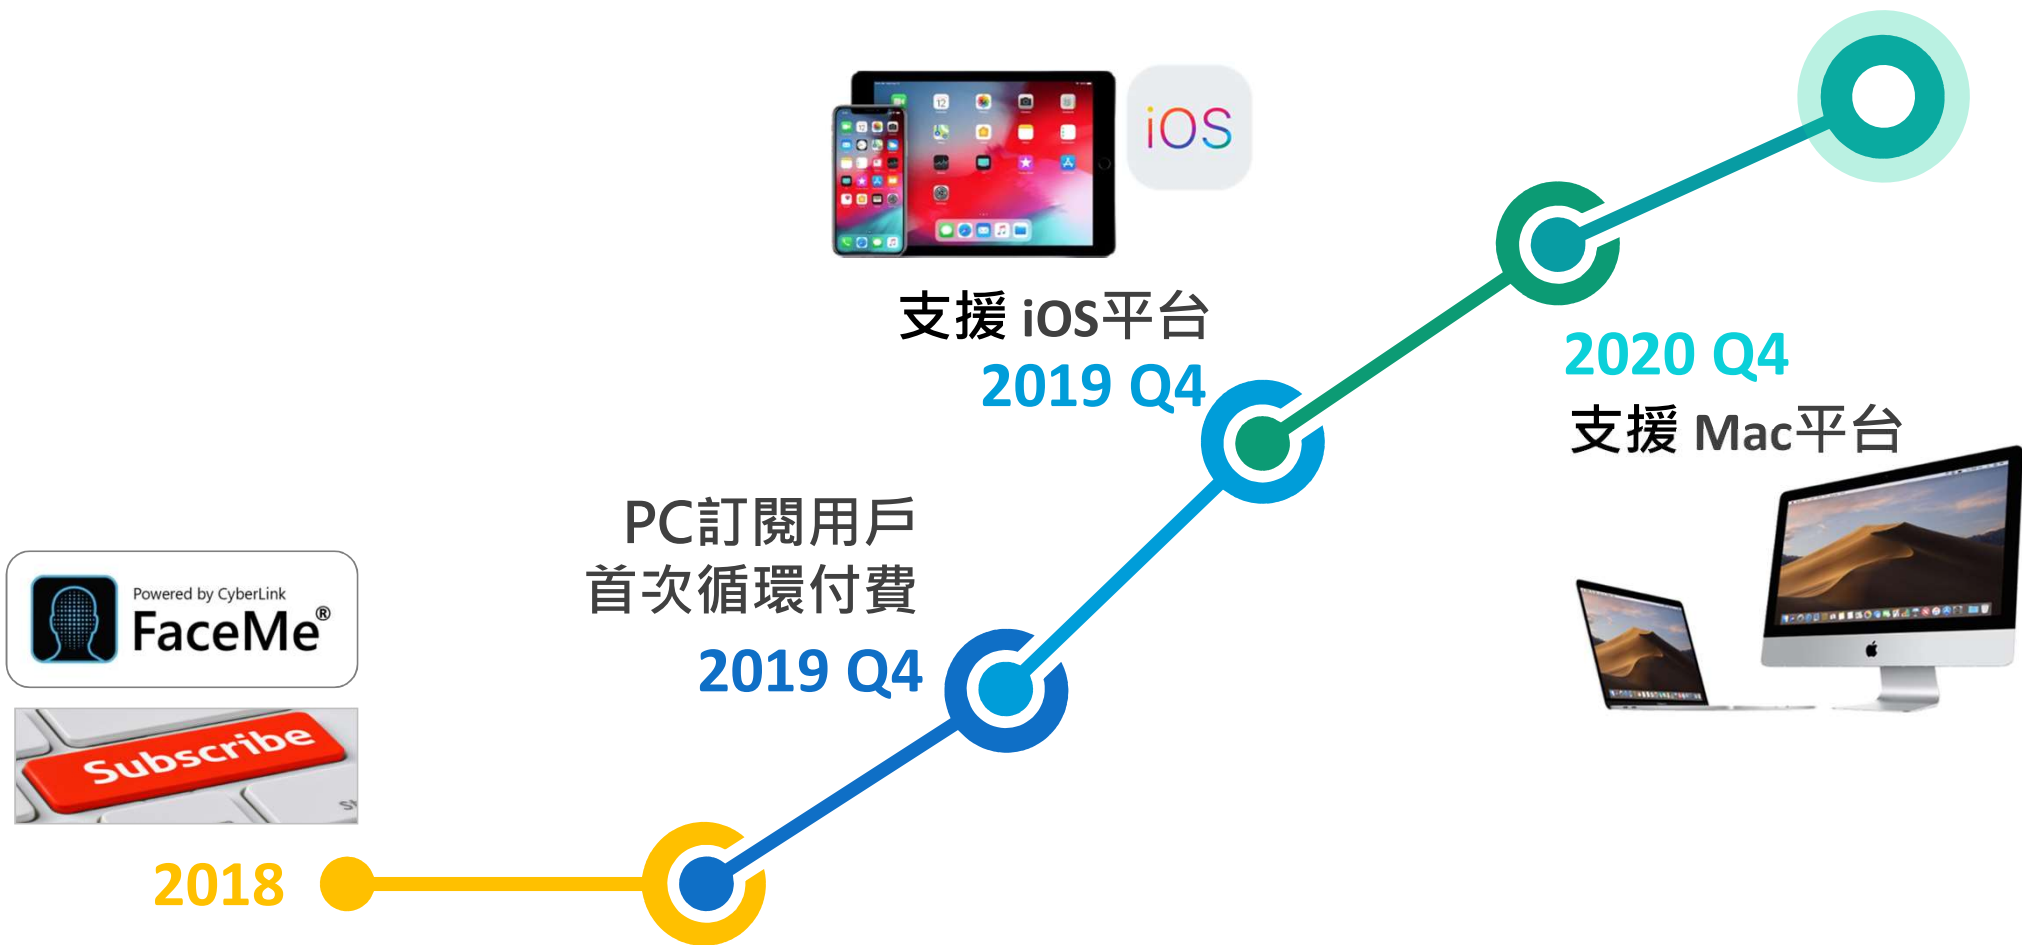 iOS
支援 iOS平台
2019 Q4
2020 Q4
支援 Mac平台
PC訂閱用戶
首次循環付費
2019 Q4
Powered by CyberLink
FaceMe®
Subscribe
2018